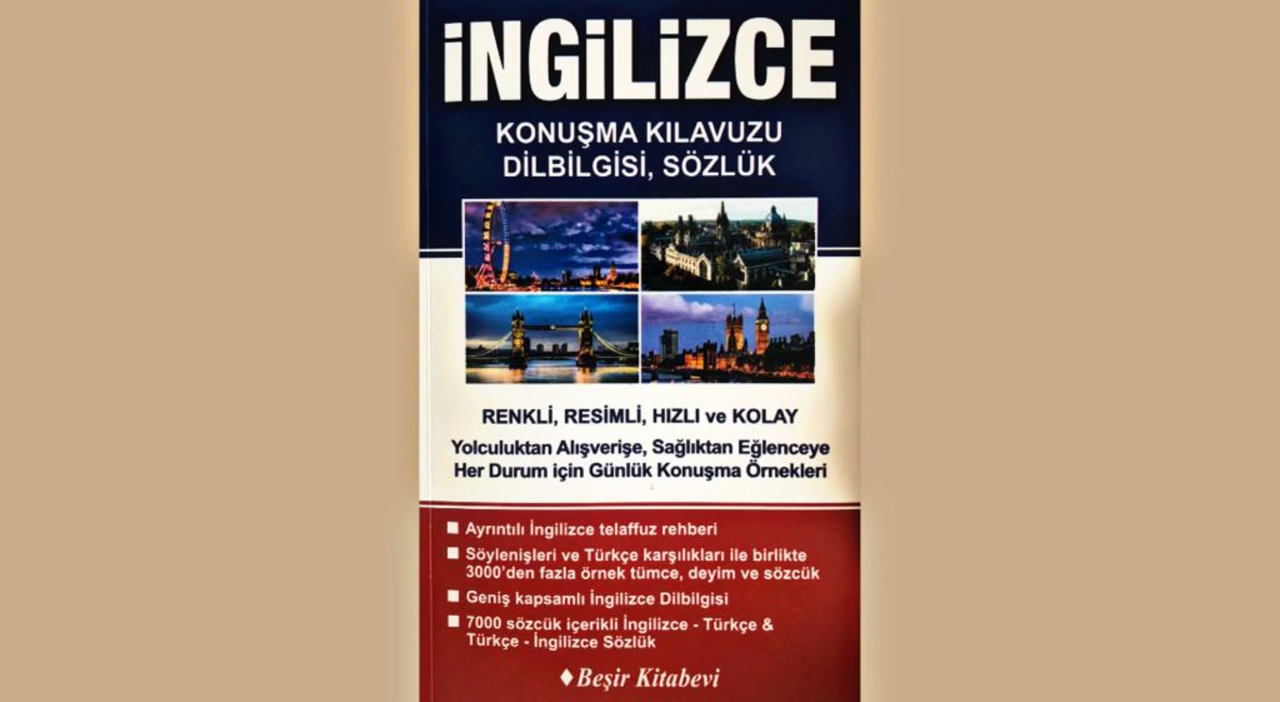 İNGİLİZCE
KONUŞMA KILAVUZU
DİLBİLGİSİ, SÖZLÜK
RENKLİ, RESİMLİ, HIZLI ve KOLAY
Yolculuktan Alışverişe, Sağlıktan Eğlenceye
Her Durum için Günlük Konuşma Örnekleri
■ Ayrıntılı İngilizce telaffuz rehberi
■ Söylenişleri ve Türkçe karşılıkları ile birlikte
3000'den fazla örnek tümce, deyim ve sözcük
■ Geniş kapsamlı İngilizce Dilbilgisi
■ 7000 sözcük içerikli İngilizce - Türkçe &
Türkçe - İngilizce Sözlük
♦Beşir Kitabevi